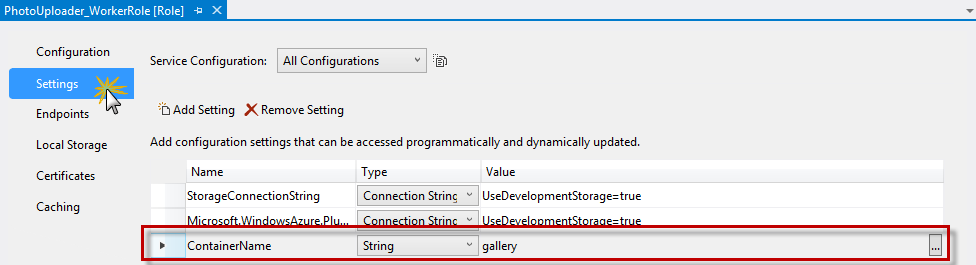 PhotoUploader_WorkerRole [Role]
Configuration
Settings
Endpoints
Local Storage
Certificates
Caching
Service Configuration: All Configurations
Add Setting Remove Setting
Add configuration settings that can be accessed programmatically and dynamically updated.
Name Type Value
StorageConnectionString Connection String UseDevelopmentStorage=true
Microsoft.WindowsAzure.Plu... Connection String UseDevelopmentStorage=true
ContainerName String gallery ...